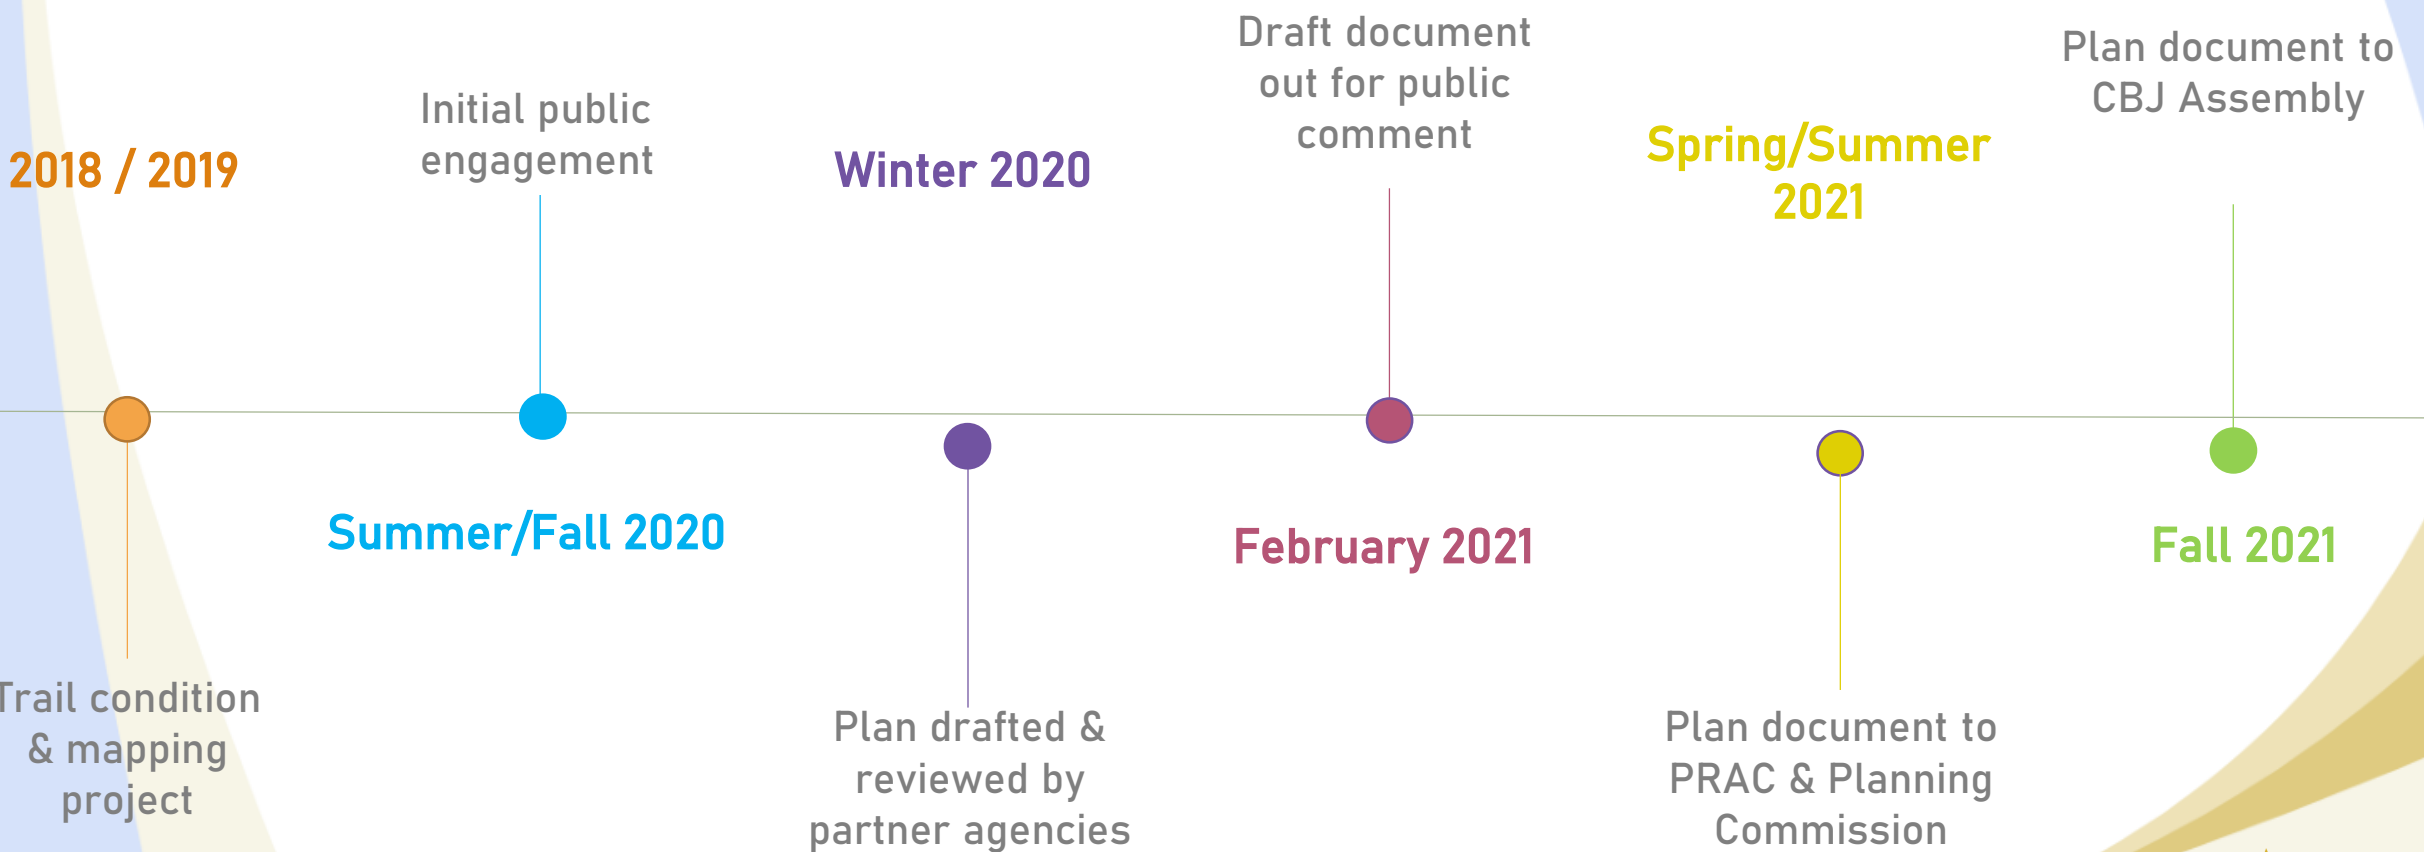 2018 / 2019
Trail condition
& mapping
project
Initial public
engagement
Summer/Fall 2020
Winter 2020
Plan drafted &
reviewed by
partner agencies
Draft document
out for public
comment
February 2021
Spring/Summer
2021
Plan document to
PRAC & Planning
Commission
Plan document to
CBJ Assembly
Fall 2021